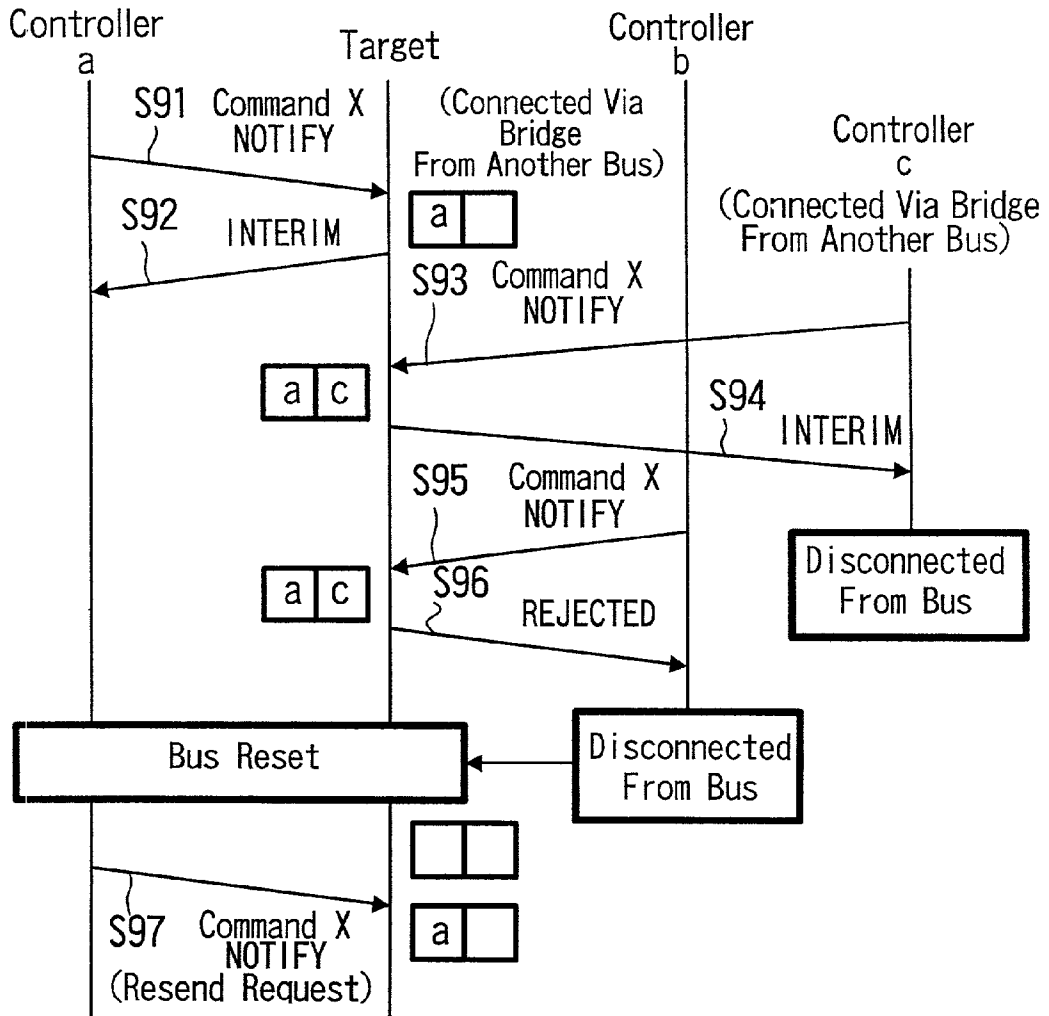 Controller
a
Target
Controller
b
Controller
c
(Connected Via Bridge
From Another Bus)
S91 Command X
NOTIFY
(Connected Via
Bridge
From Another Bus)
a
S92
INTERIM
S93 Command X
NOTIFY
a c
S94
INTERIM
S95 Command X
NOTIFY
a c
S96
REJECTED
Disconnected
From Bus
Bus Reset
Disconnected
From Bus
S97 Command X
NOTIFY
(Resend Request)
a